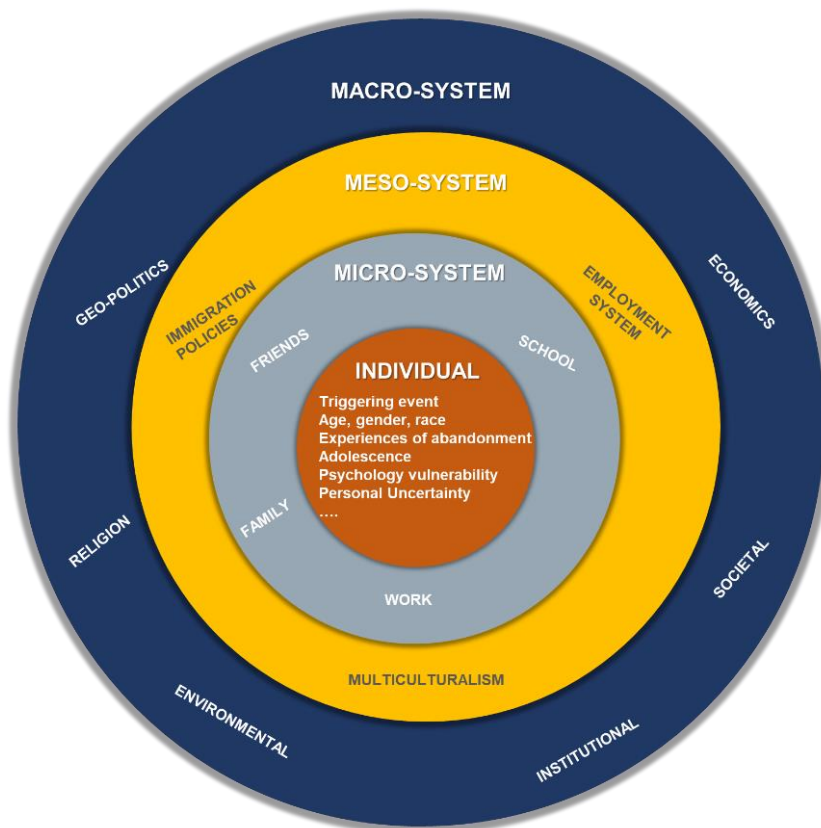 MACRO-SYSTEM
MESO-SYSTEM
MICRO-SYSTEM
GEO-POLITICS
ECONOMICS
IMMIGRATION
POLICIES
EMPLOYMENT
SYSTEM
FRIENDS
SCHOOL
INDIVIDUAL
Triggering event
Age, gender, race
Experiences of abandonment
Adolescence
Psychology vulnerability
Personal Uncertainty
....
FAMILY
RELIGION
SOCIETAL
WORK
MULTICULTURALISM
ENVIRONMENTAL
INSTITUTIONAL